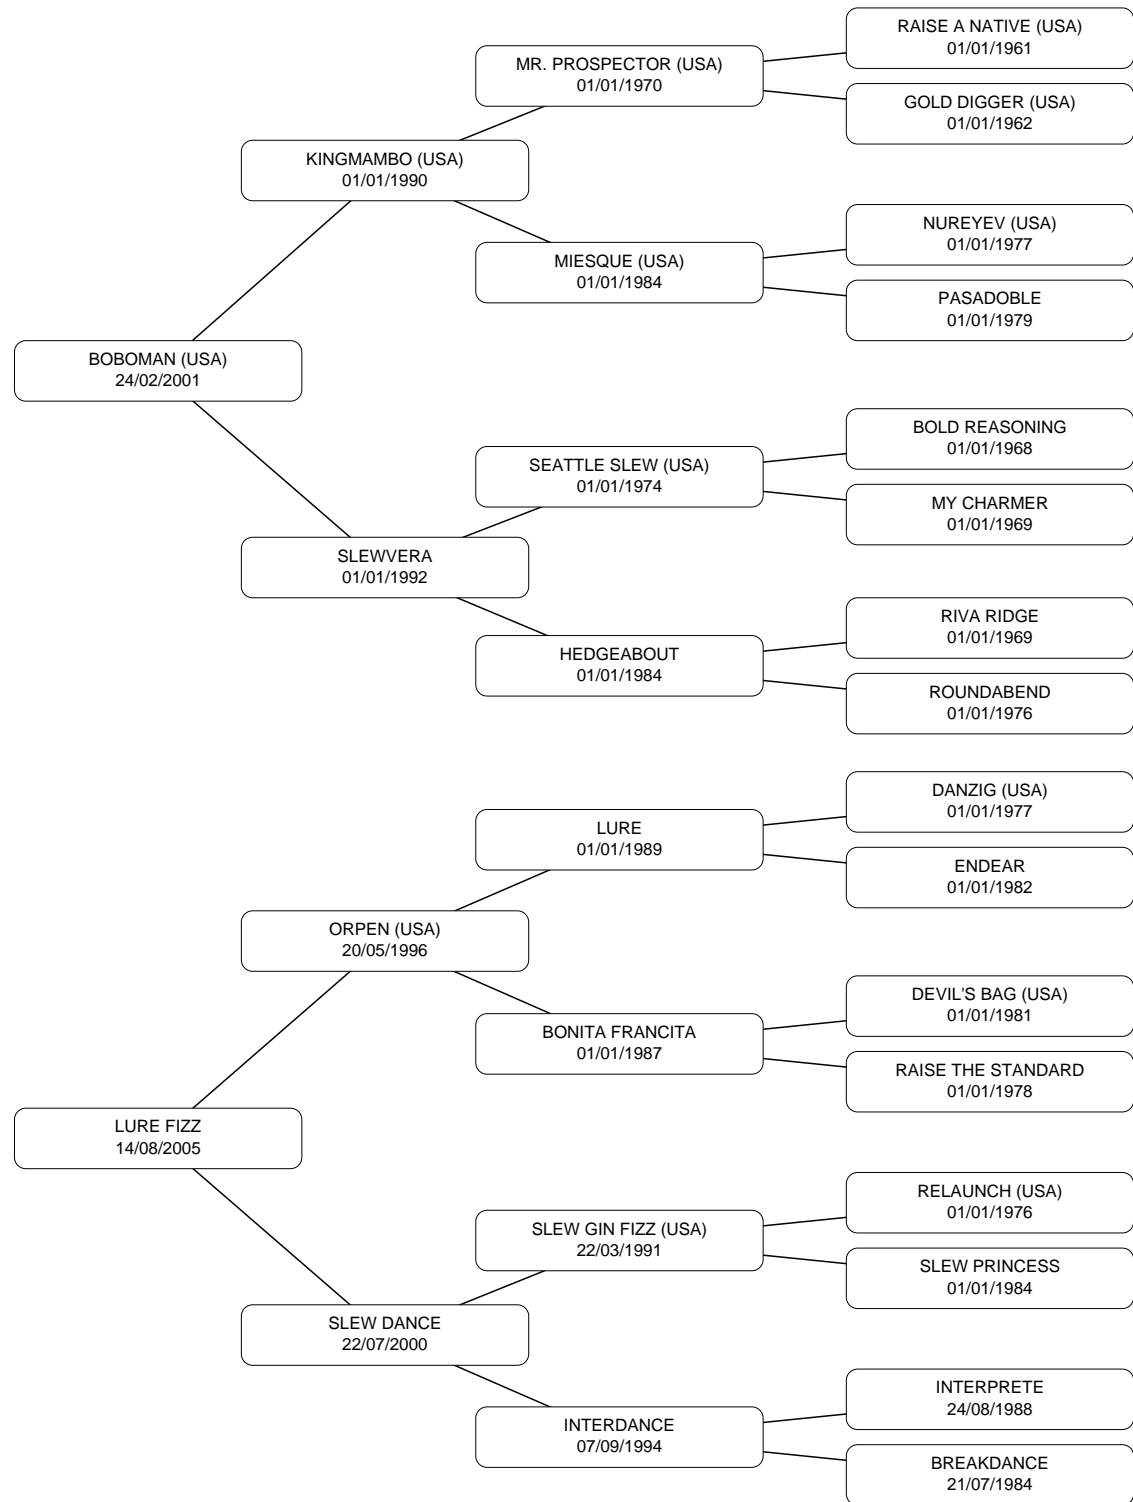 RAISE A NATIVE (USA)
01/01/1961
MR. PROSPECTOR (USA)
01/01/1970
GOLD DIGGER (USA)
01/01/1962
KINGMAMBO (USA)
01/01/1990
NUREYEV (USA)
01/01/1977
MIESQUE (USA)
01/01/1984
PASADOBLE
01/01/1979
BOBOMAN (USA)
24/02/2001
BOLD REASONING
01/01/1968
SEATTLE SLEW (USA)
01/01/1974
MY CHARMER
01/01/1969
SLEWVERA
01/01/1992
RIVA RIDGE
01/01/1969
HEDGEABOUT
01/01/1984
ROUNDABEND
01/01/1976
DANZIG (USA)
01/01/1977
LURE
01/01/1989
ENDEAR
01/01/1982
ORPEN (USA)
20/05/1996
DEVIL'S BAG (USA)
01/01/1981
BONITA FRANCITA
01/01/1987
RAISE THE STANDARD
01/01/1978
LURE FIZZ
14/08/2005
RELAUNCH (USA)
01/01/1976
SLEW GIN FIZZ (USA)
22/03/1991
SLEW PRINCESS
01/01/1984
SLEW DANCE
22/07/2000
INTERPRETE
24/08/1988
INTERDANCE
07/09/1994
BREAKDANCE
21/07/1984